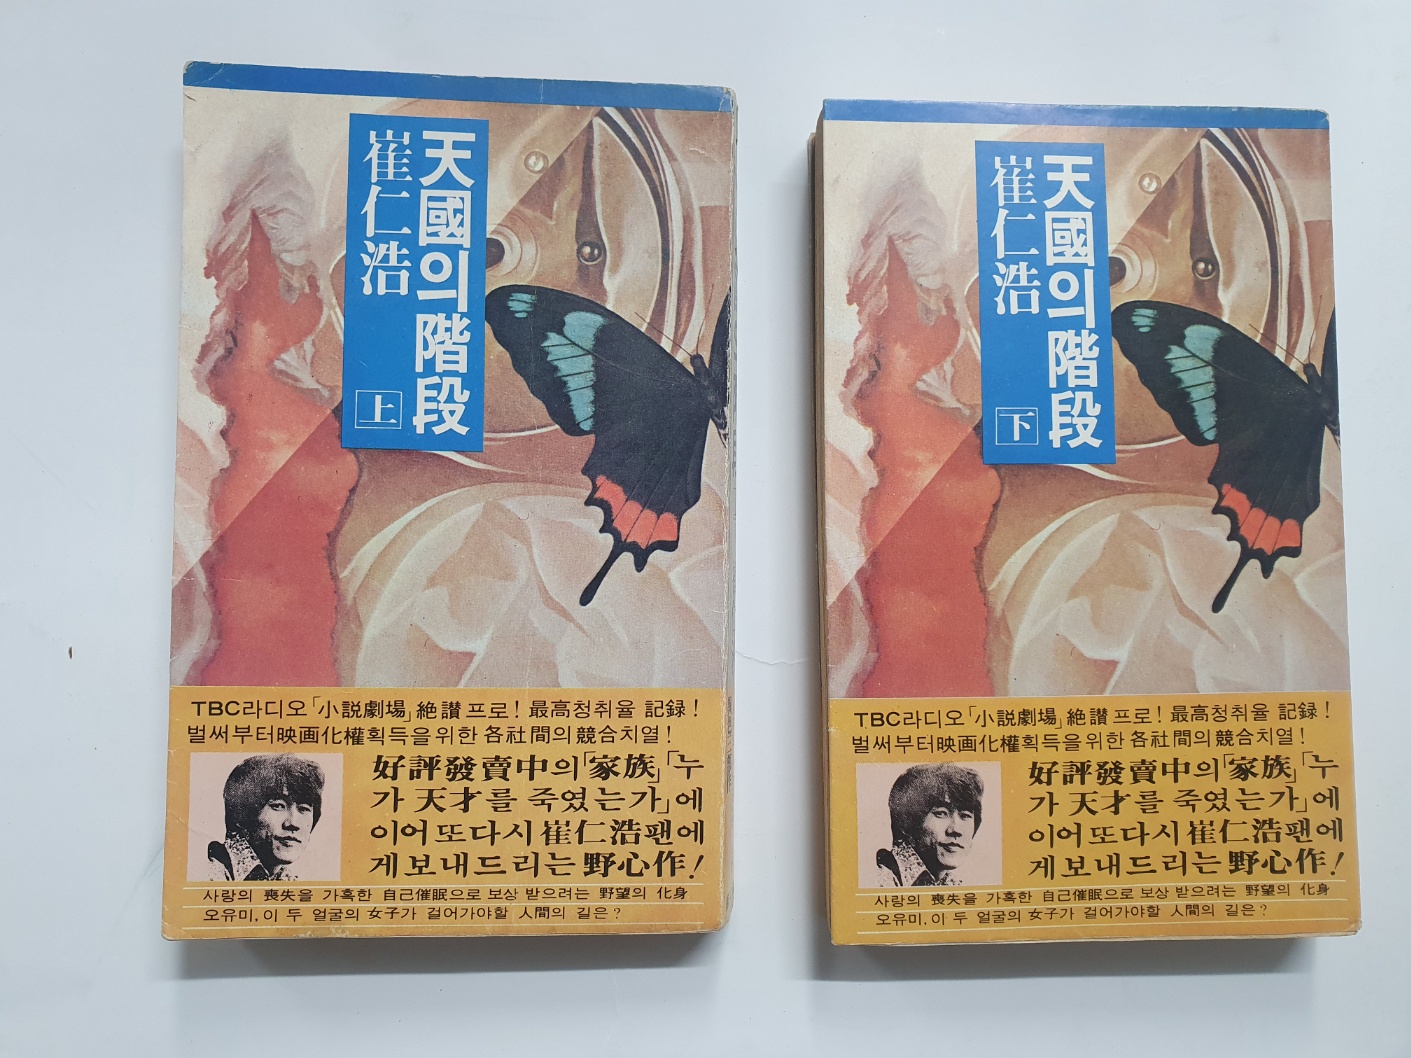 天國의階段
崔仁浩
上
TBC라디오「小説劇場」絶讃 프로! 最高청취율 記録!
벌써부터映画化權획득을 위한 各社間의 競合치열!
好評發賣中의「家族」「누
가 天才를 죽였는가」에
이어 또다시 崔仁浩팬에
게 보내드리는 野心作!
사랑의 喪失을 가혹한 自己催眠으로 보상 받으려는 野望의 化身
오유미, 이 두 얼굴의 女子가 걸어가야할 人間의 길은?
天國의階段
崔仁浩
下
TBC라디오「小説劇場」絶讃 프로! 最高청취율 記録!
벌써부터映画化權획득을 위한 各社間의 競合치열!
好評發賣中의「家族」「누
가 天才를 죽였는가」에
이어 또다시 崔仁浩팬에
게 보내드리는 野心作!
사랑의 喪失을 가혹한 自己催眠으로 보상 받으려는 野望의 化身
오유미, 이 두 얼굴의 女子가 걸어가야할 人間의 길은?